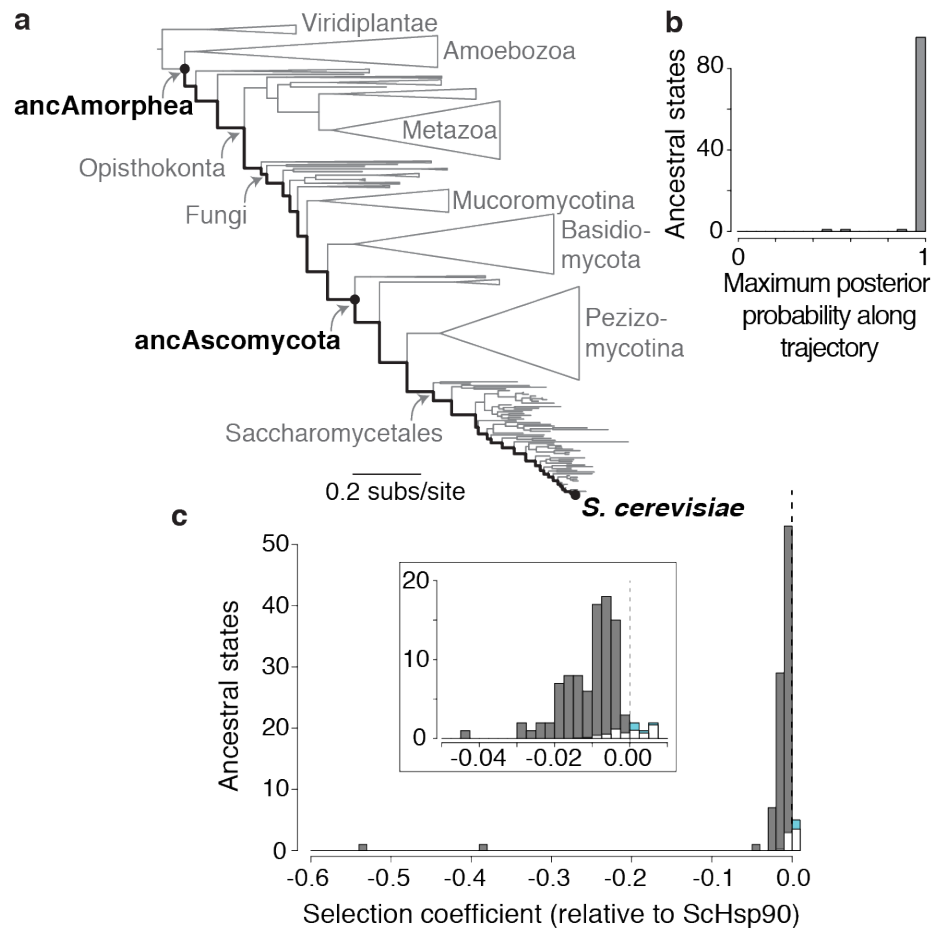 a
Viridiplantae
Amoebozoa
ancAmorphea
Metazoa
Opisthokonta
Fungi
Mucoromycotina
Basidio-
mycota
ancAscomycota
Pezizo-
mycotina
Saccharomycetales
0.2 subs/site
S. cerevisiae
b
Ancestral states
80
40
0
0
1
Maximum posterior
probability along
trajectory
c
Ancestral states
50
40
30
20
10
0
20
10
0
-0.04
-0.02
0.00
-0.6
-0.5
-0.4
-0.3
-0.2
-0.1
0.0
Selection coefficient (relative to ScHsp90)